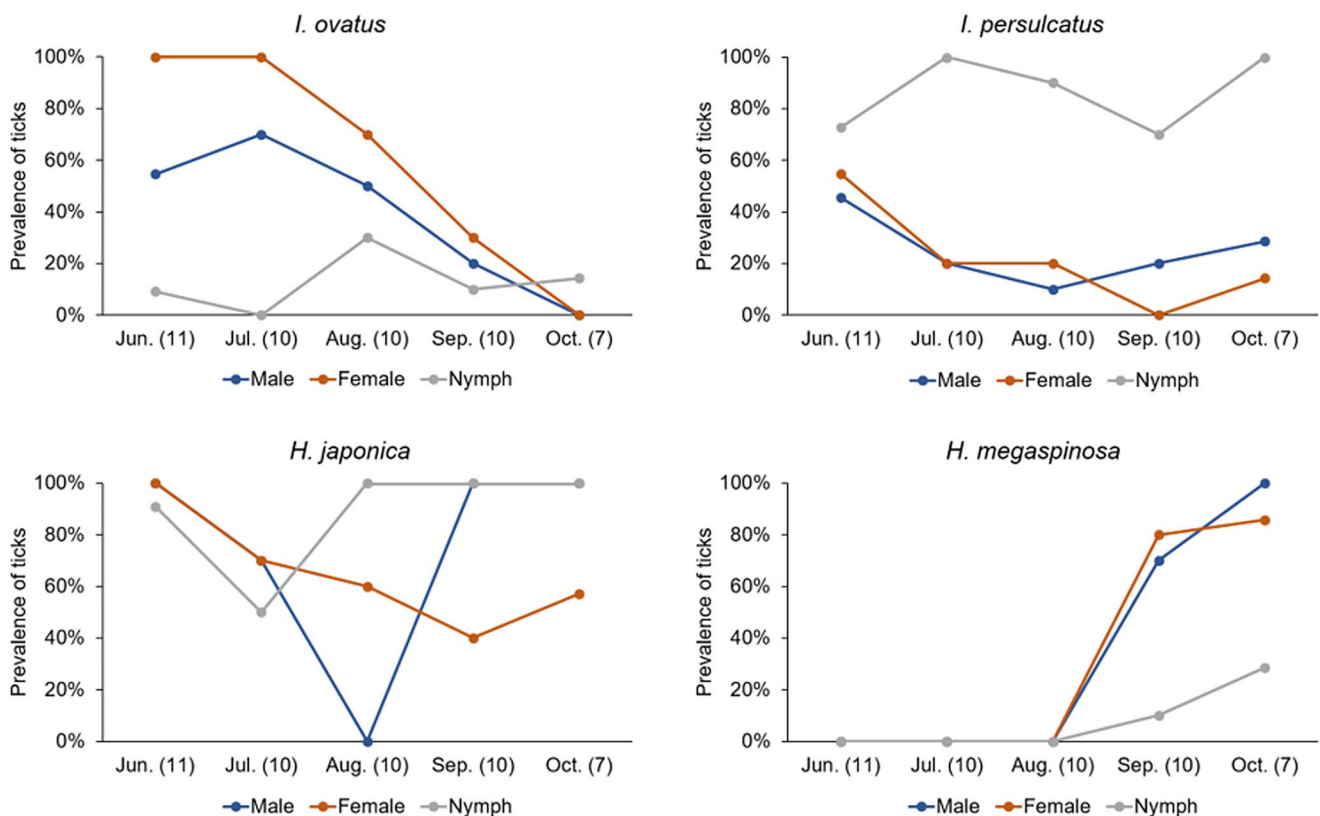 I. ovatus
Prevalence of ticks
100%
80%
60%
40%
20%
0%
Jun. (11) Jul. (10) Aug. (10) Sep. (10) Oct. (7)
Male Female Nymph
I. persulcatus
Prevalence of ticks
100%
80%
60%
40%
20%
0%
Jun. (11) Jul. (10) Aug. (10) Sep. (10) Oct. (7)
Male Female Nymph
H. japonica
Prevalence of ticks
100%
80%
60%
40%
20%
0%
Jun. (11) Jul. (10) Aug. (10) Sep. (10) Oct. (7)
Male Female Nymph
H. megaspinosa
Prevalence of ticks
100%
80%
60%
40%
20%
0%
Jun. (11) Jul. (10) Aug. (10) Sep. (10) Oct. (7)
Male Female Nymph